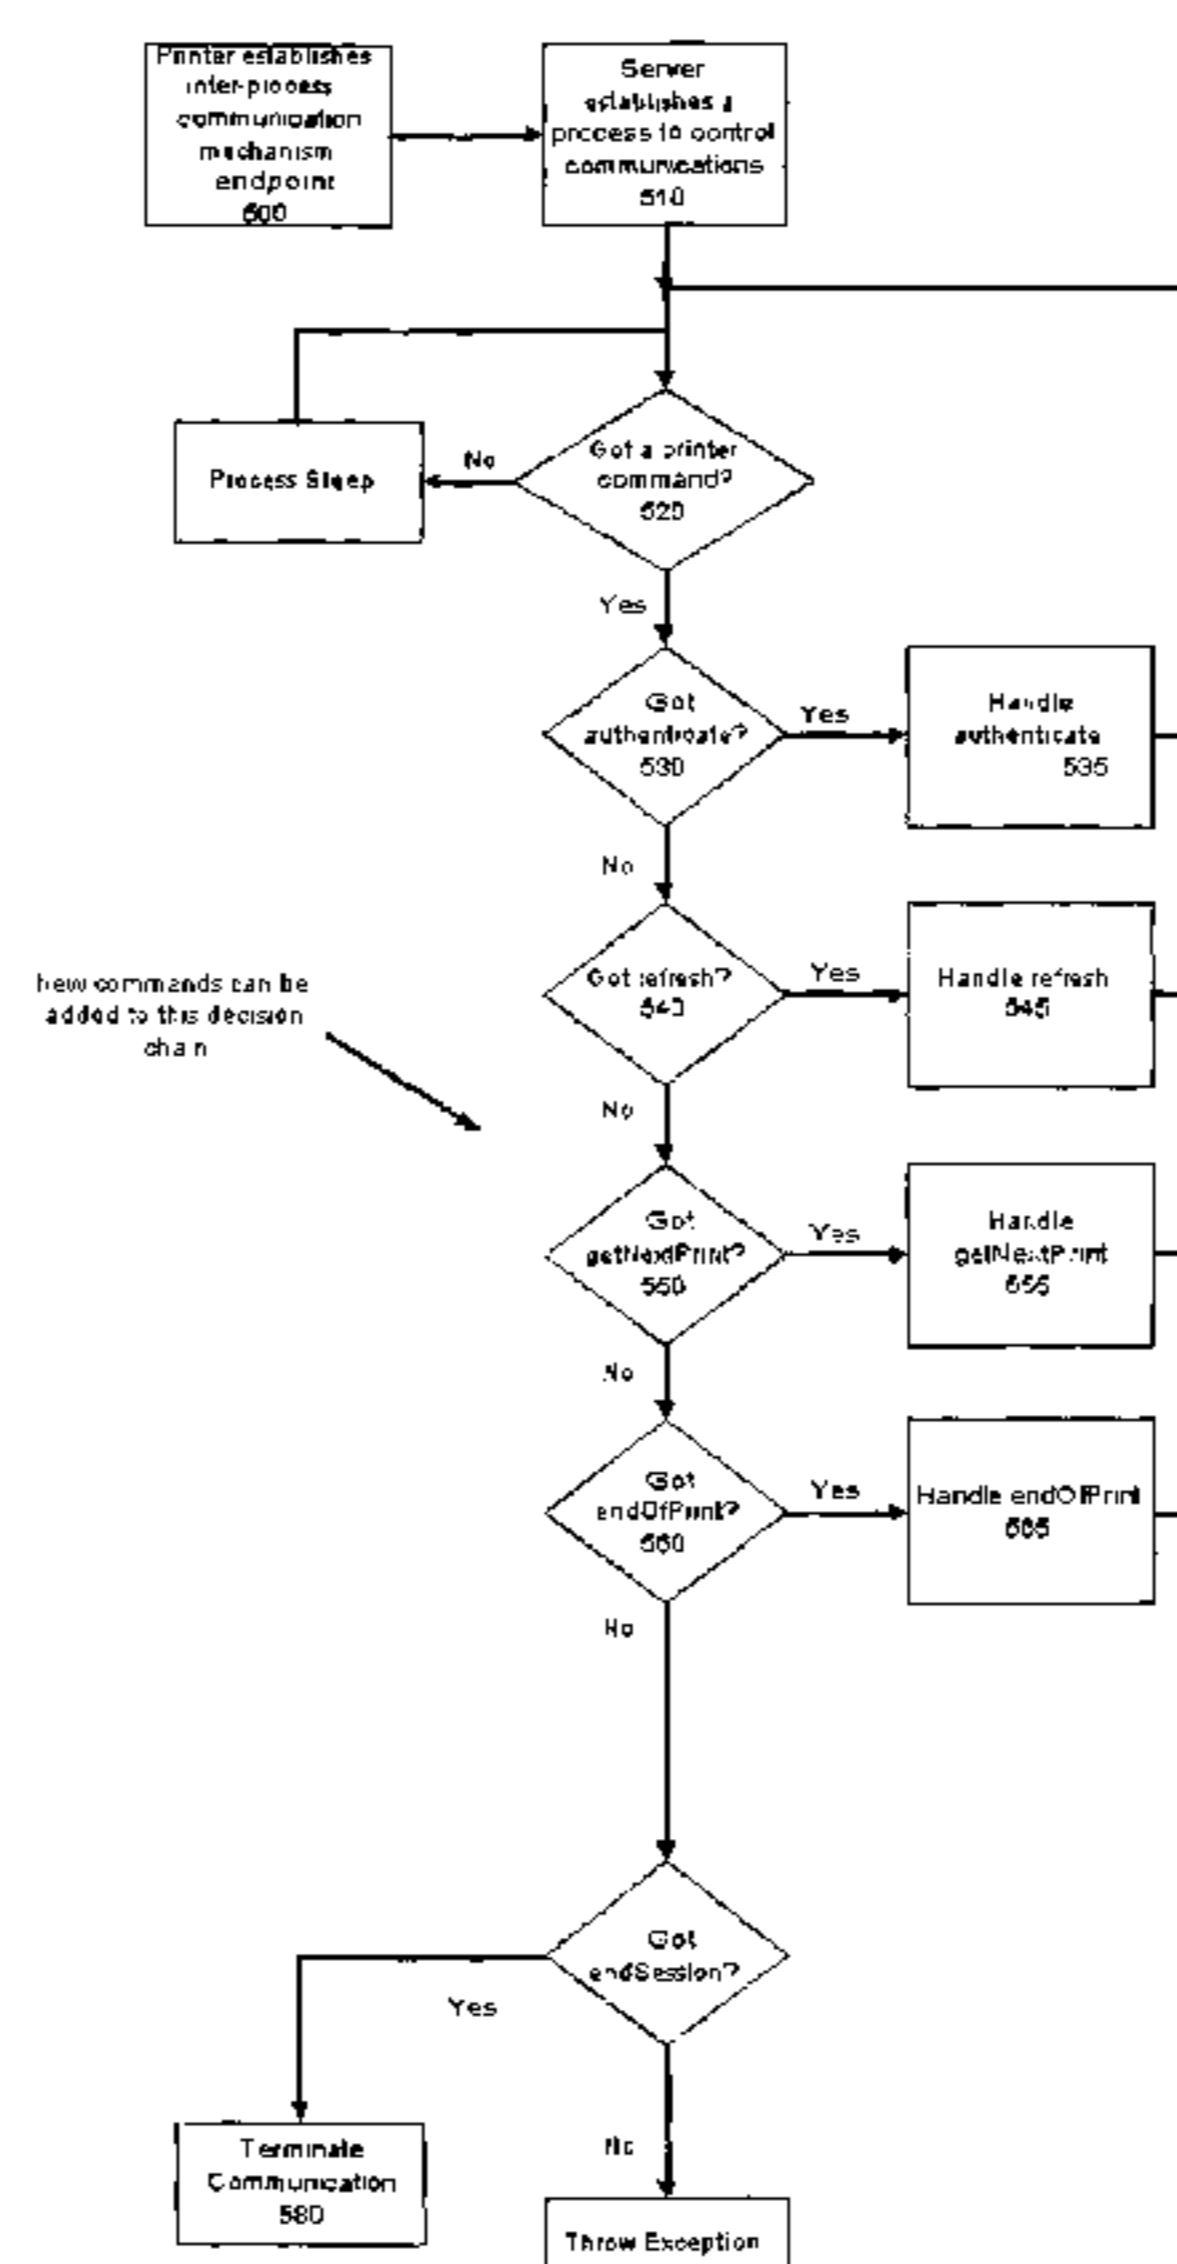 Printer establishes
inter-process
communication
mechanism
endpoint
500
Server
establishes a
process to control
communications
510
Got a printer
command?
520
No
Process Sleep
Yes
Got
authenticate?
530
Yes
Handle
authenticate
535
No
Got refresh?
540
Yes
Handle refresh
545
New commands can be
added to this decision
chain
No
Got
getNextPrint?
550
Yes
Handle
getNextPrint
555
No
Got
endOfPrint?
560
Yes
Handle endOfPrint
565
No
Got
endSession?
Yes
Terminate
Communication
580
No
Throw Exception